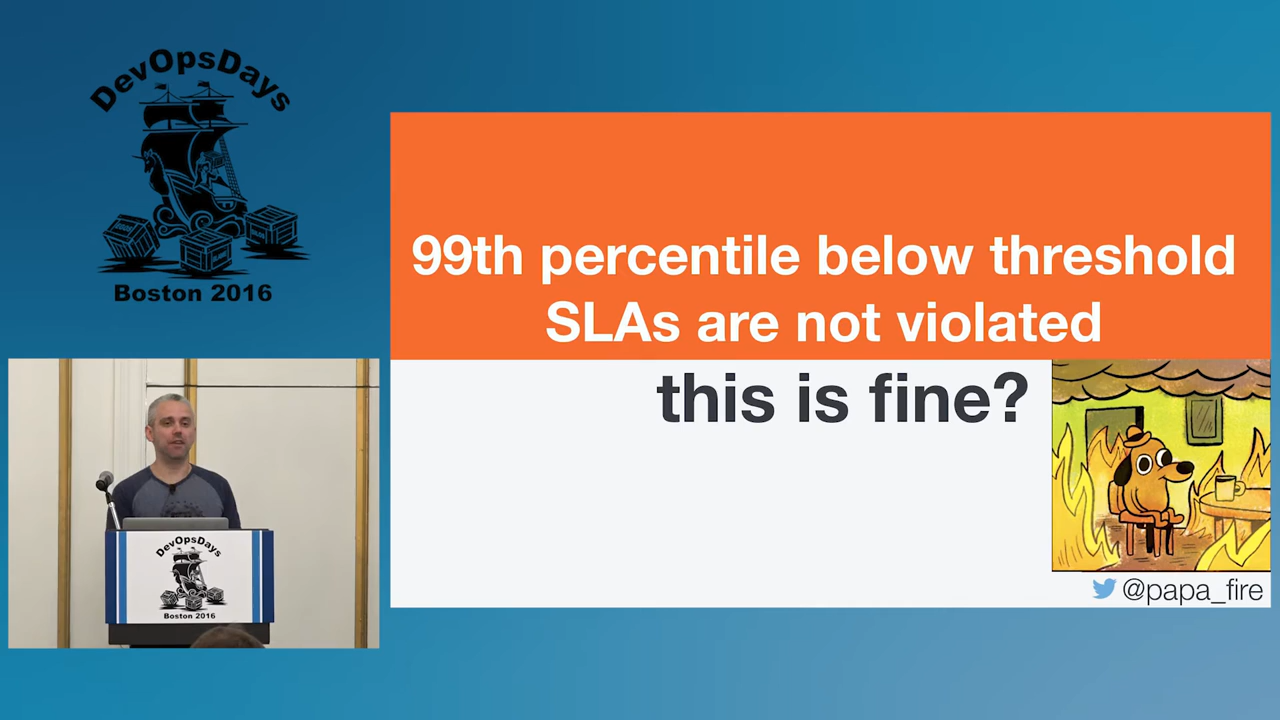 DevOpsDays
Boston 2016
99th percentile below threshold
SLAs are not violated
this is fine?
@papa_fire
DevOpsDays
Boston 2016